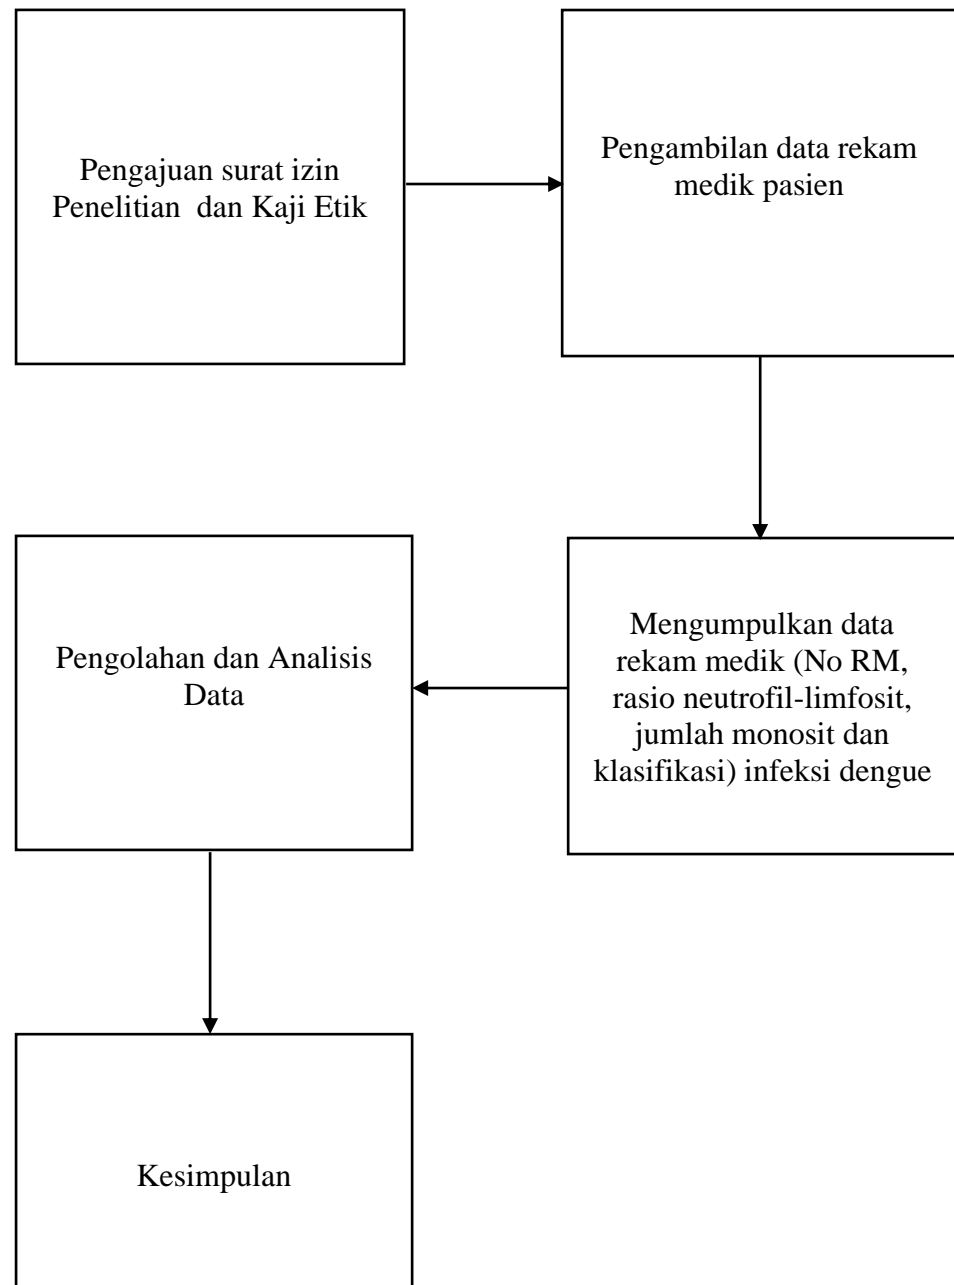 Pengajuan surat izin
Penelitian  dan Kaji Etik
Pengambilan data rekam
medik pasien
Mengumpulkan data
rekam medik (No RM,
rasio neutrofil-limfosit,
jumlah monosit dan
klasifikasi) infeksi dengue
Pengolahan dan Analisis
Data
Kesimpulan